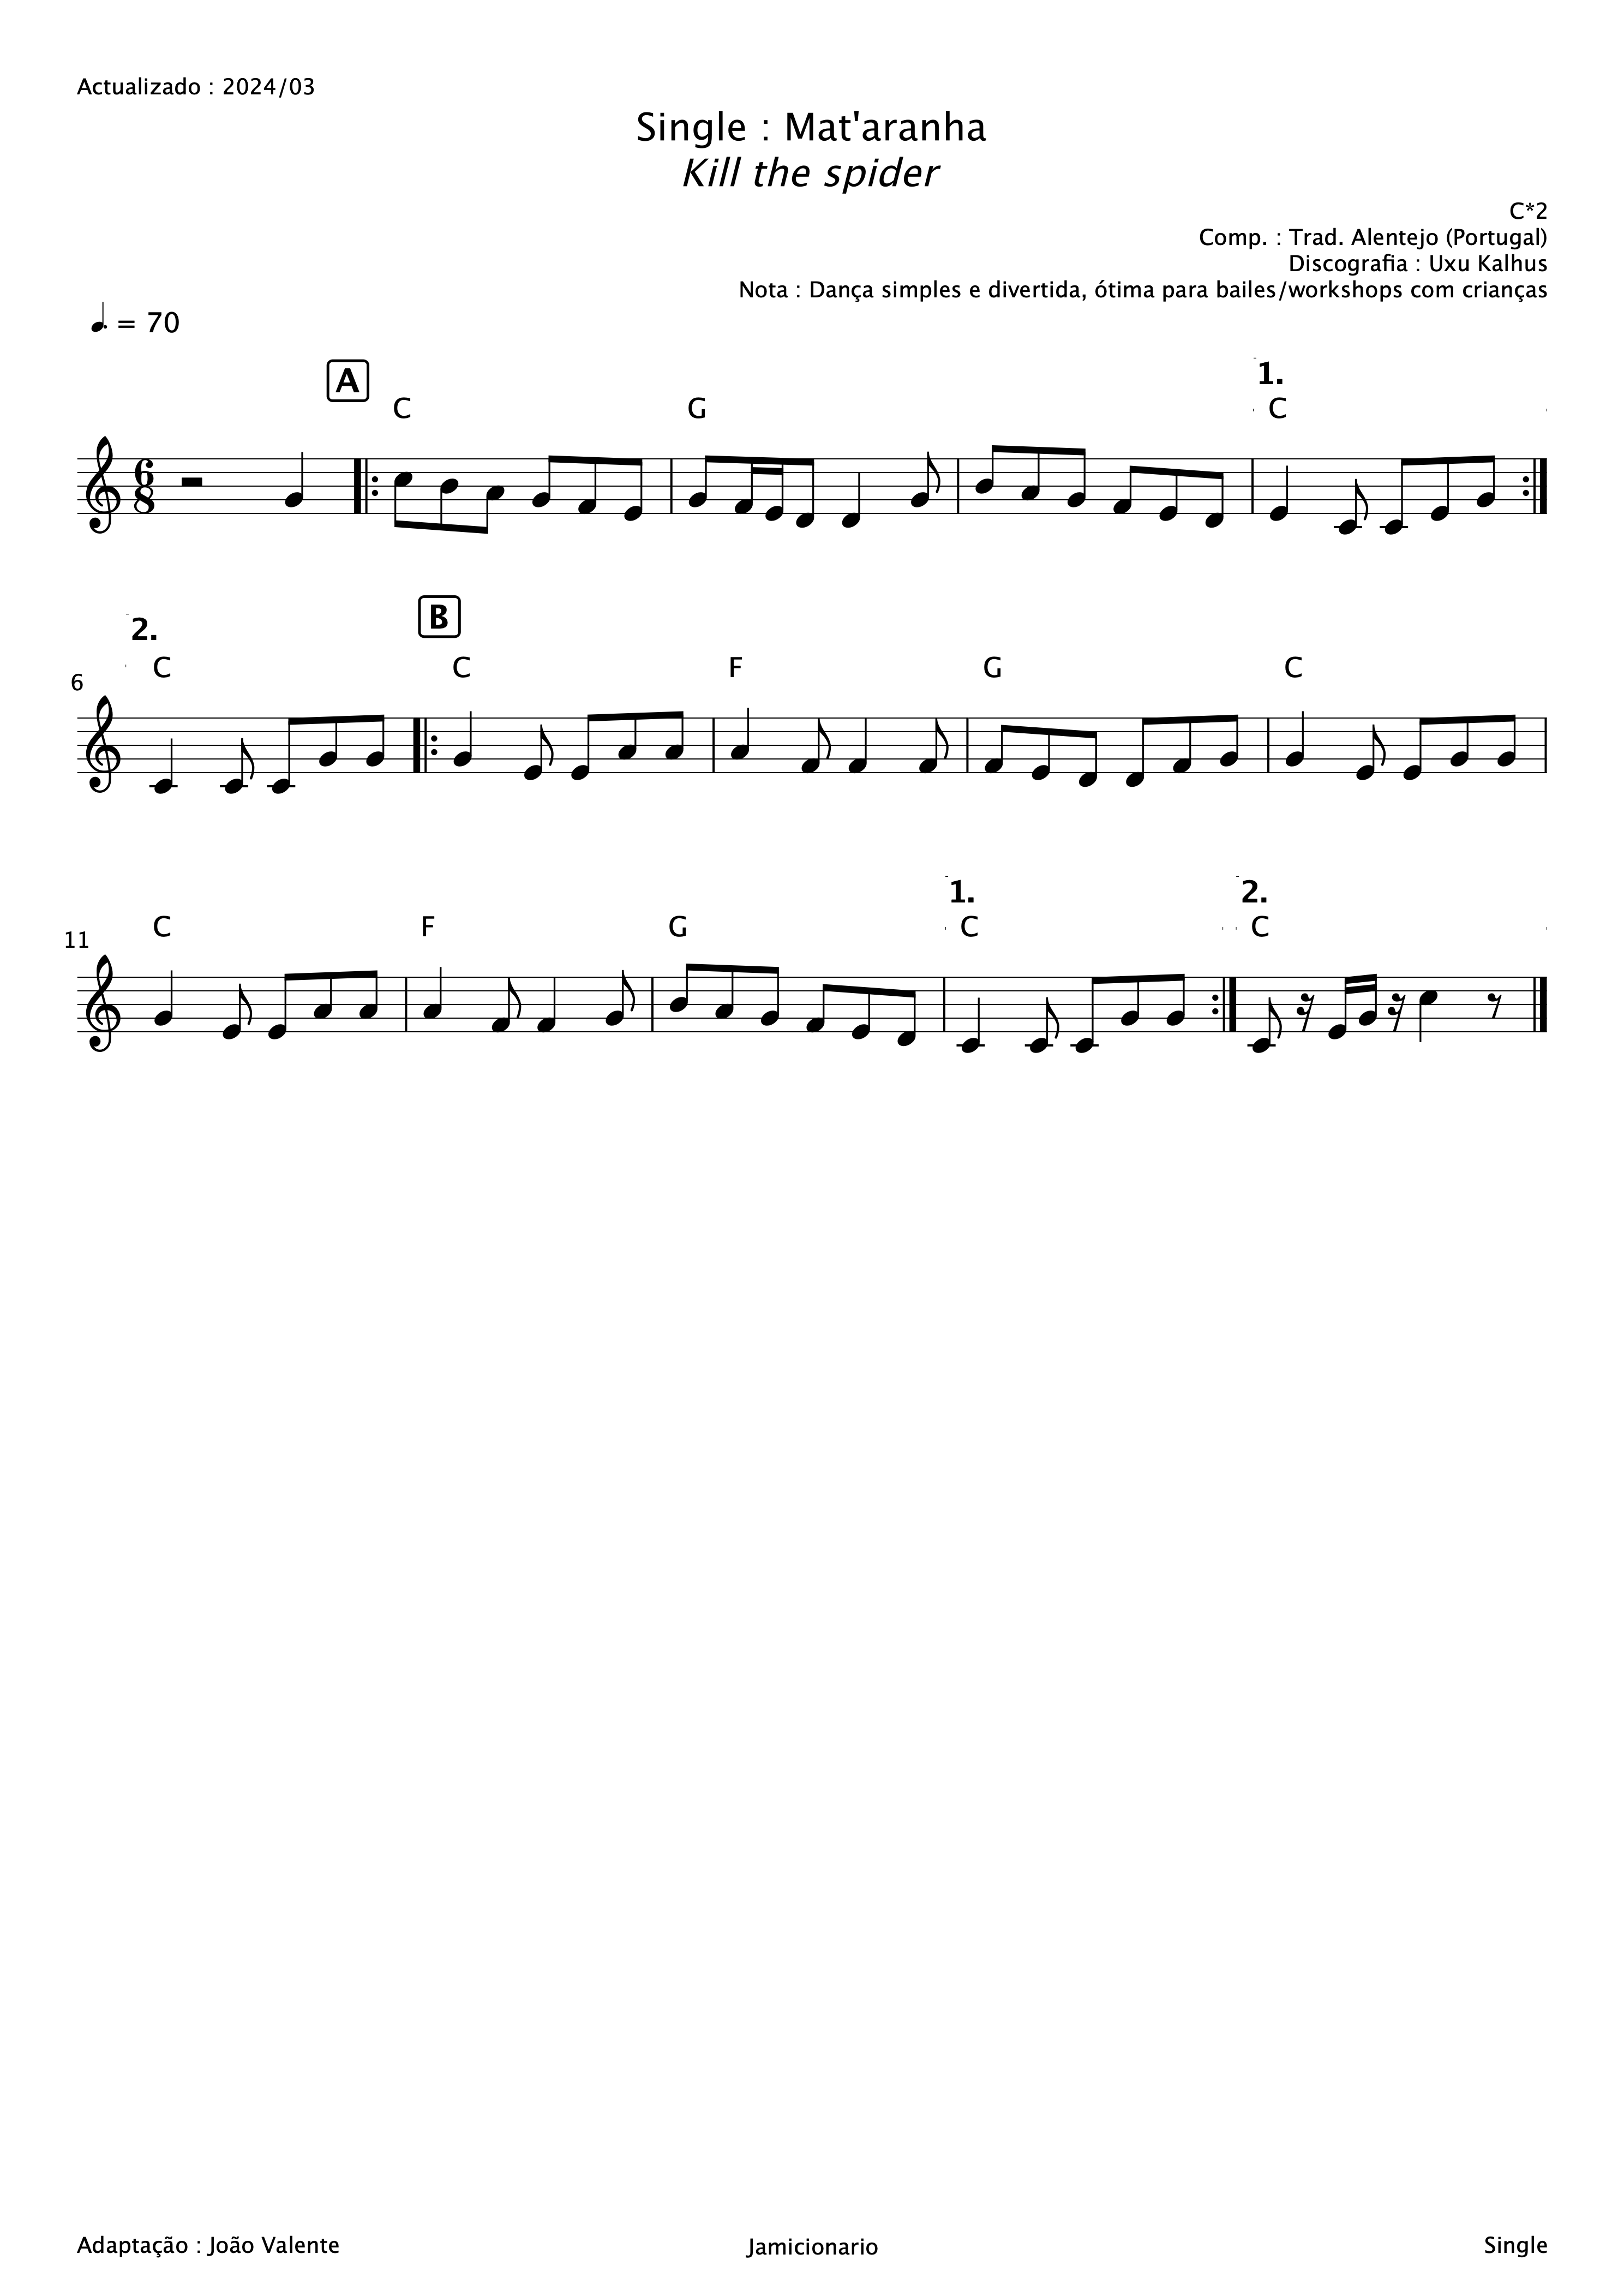 Actualizado : 2024/03
Single : Mat'aranha
Kill the spider
C*2
Comp. : Trad. Alentejo (Portugal)
Discografia : Uxu Kalhus
Nota : Dança simples e divertida, ótima para bailes/workshops com crianças
= 70
A
1.
C G C
6 8
2.
B
C C F G C
6
1. 2.
C F G C C
11
Adaptação : João Valente
Jamicionario
Single